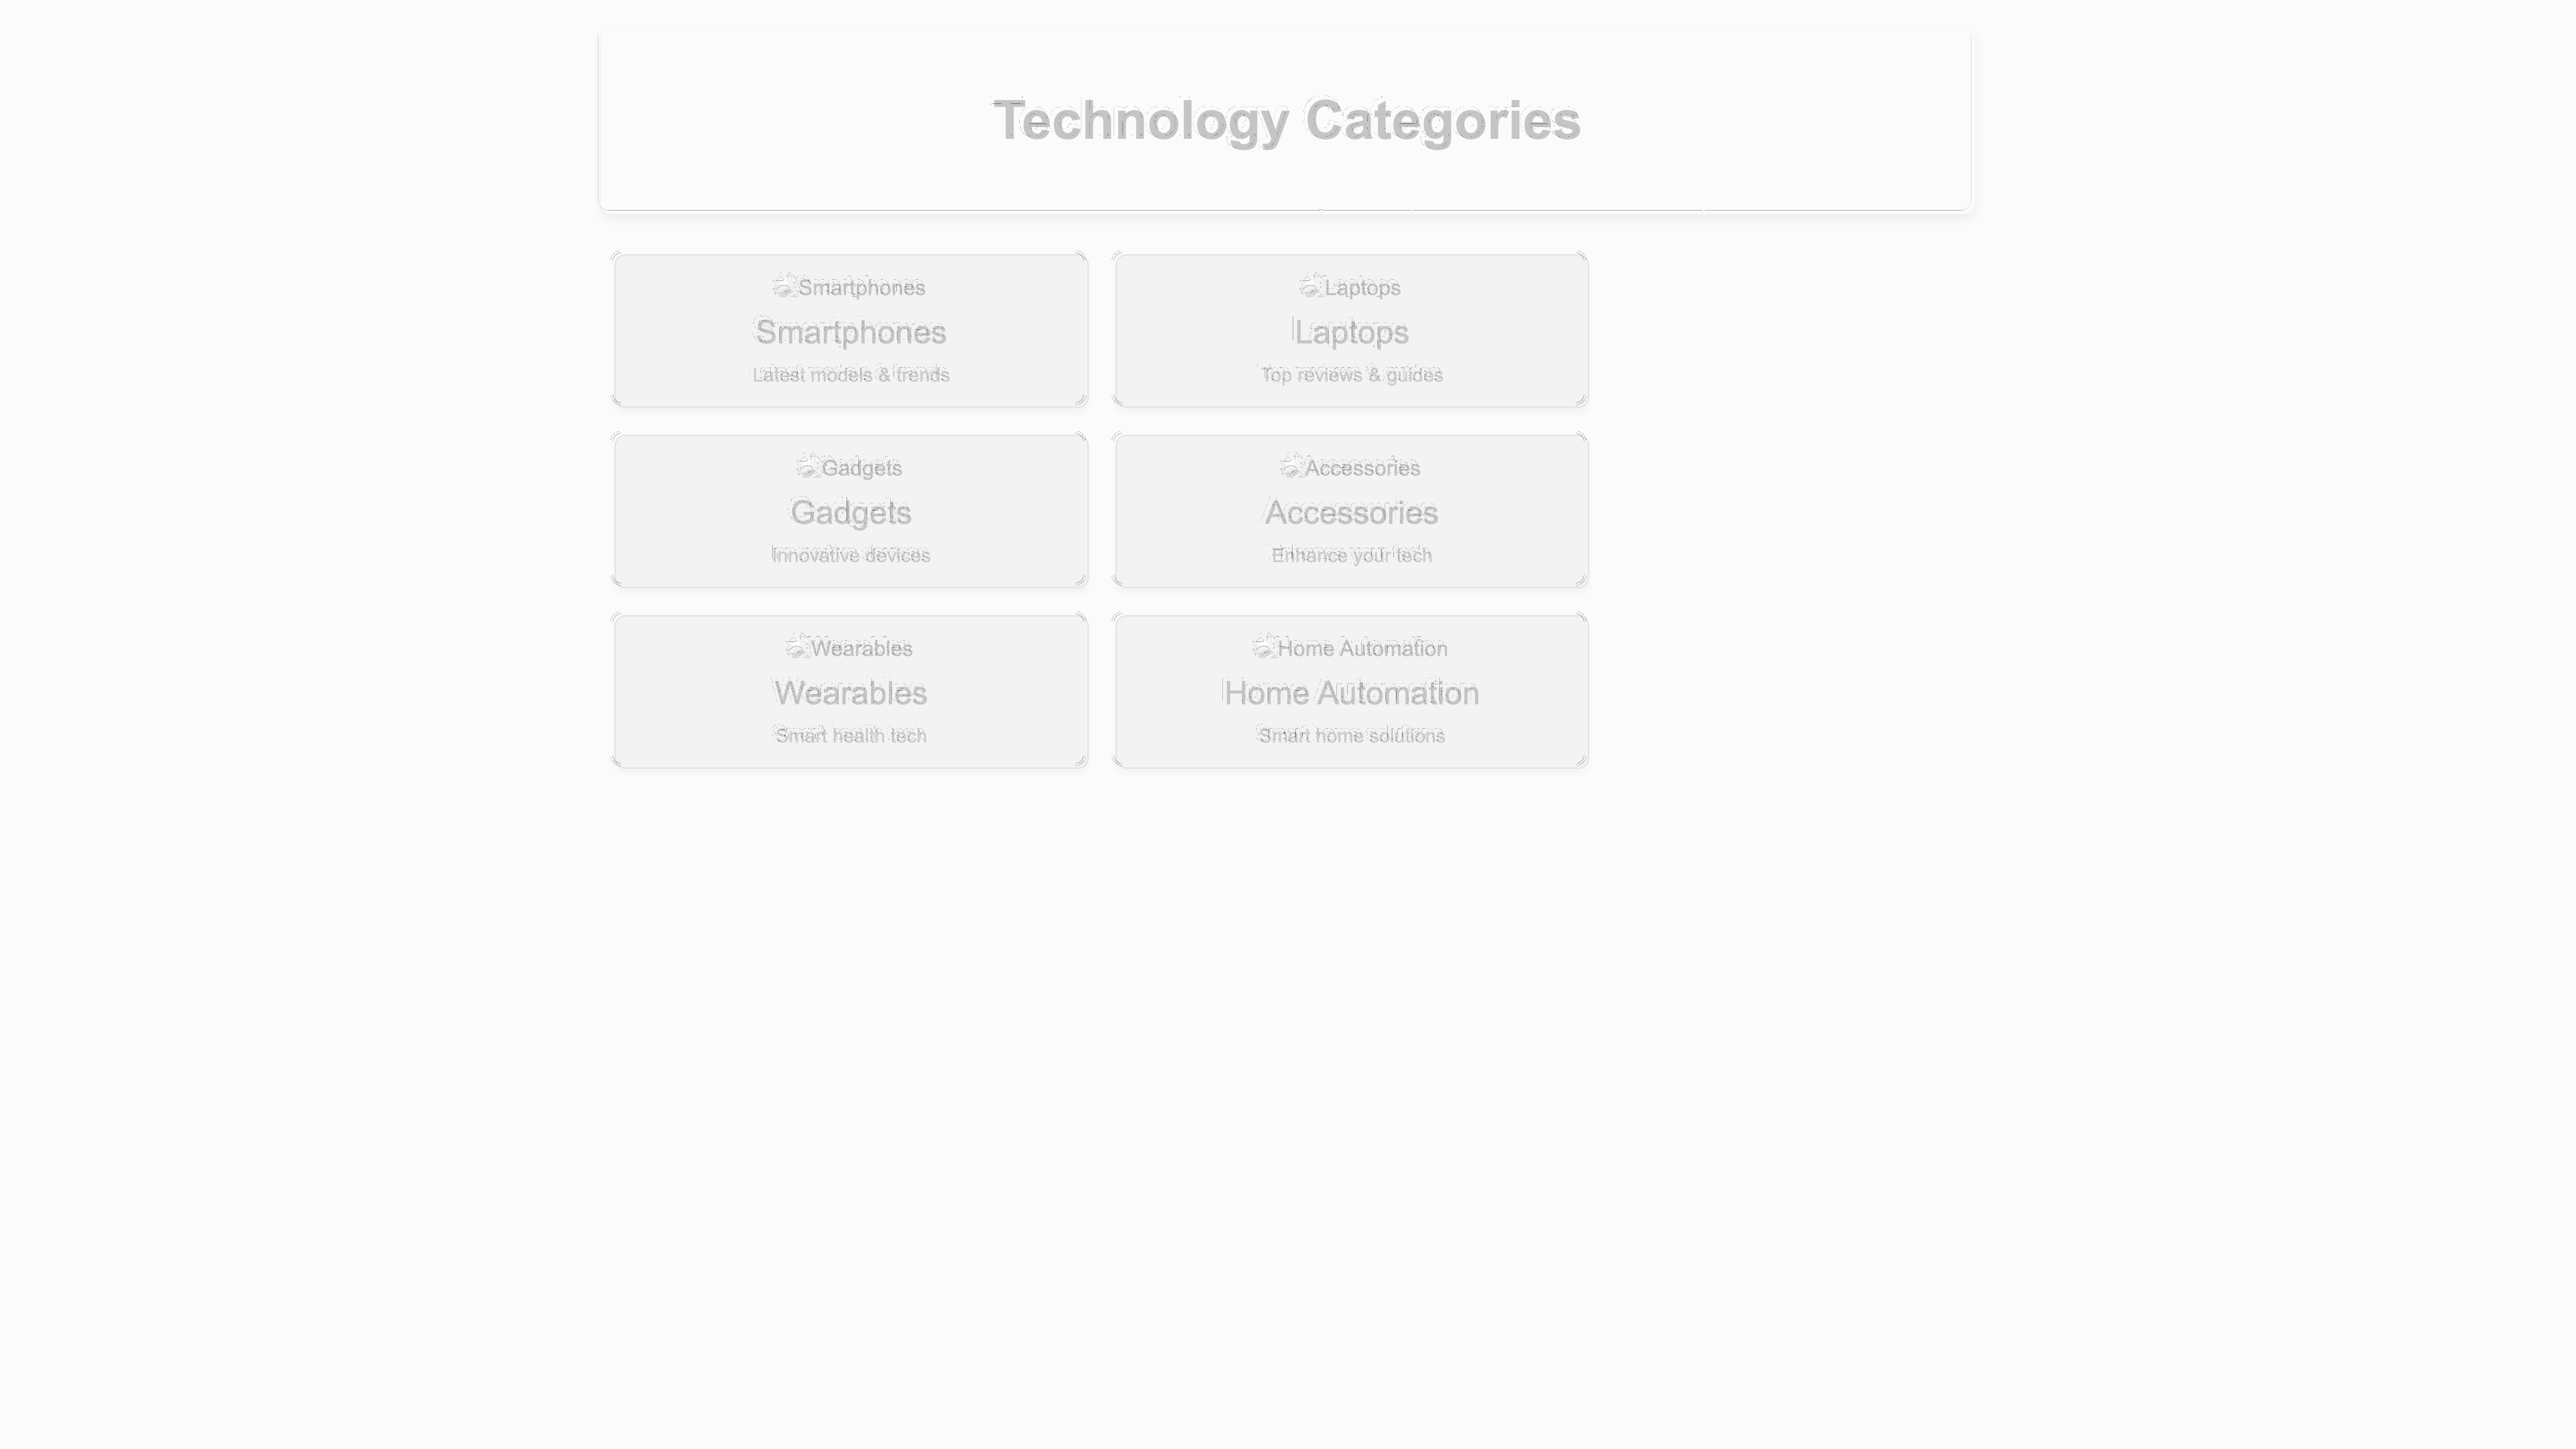 Technology Categories
Smartphones
Smartphones
Latest models & trends
Laptops
Laptops
Top reviews & guides
Gadgets
Gadgets
Innovative devices
Accessories
Accessories
Enhance your tech
Wearables
Wearables
Smart health tech
Home Automation
Home Automation
Smart home solutions